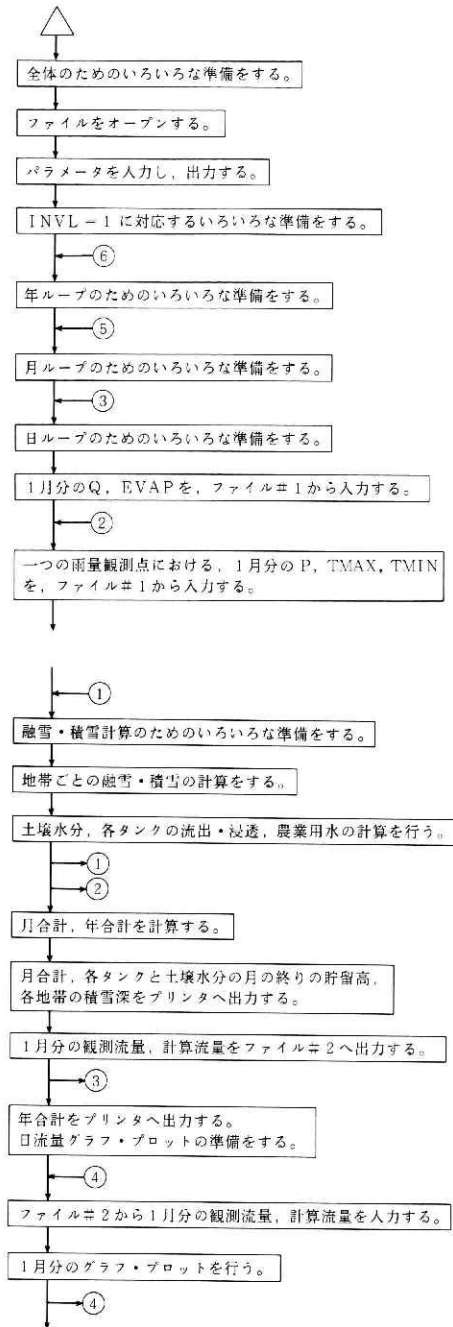 全体のためのいろいろな準備をする。
ファイルをオープンする。
パラメータを入力し，出力する。
INVL－1に対応するいろいろな準備をする。
⑥
年ループのためのいろいろな準備をする。
⑤
月ループのためのいろいろな準備をする。
③
日ループのためのいろいろな準備をする。
1月分のQ，EVAPを，ファイル＃1から入力する。
②
一つの雨量観測点における，1月分のP，TMAX，TMIN
を，ファイル＃1から入力する。
①
融雪・積雪計算のためのいろいろな準備をする。
地帯ごとの融雪・積雪の計算をする。
土壌水分，各タンクの流出・浸透，農業用水の計算を行う。
①
②
月合計，年合計を計算する。
月合計，各タンクと土壌水分の月の終りの貯留高，
各地帯の積雪深をプリンタへ出力する。
1月分の観測流量，計算流量をファイル＃2へ出力する。
③
年合計をプリンタへ出力する。
日流量グラフ・プロットの準備をする。
④
ファイル＃2から1月分の観測流量，計算流量を入力する。
1月分のグラフ・プロットを行う。
④